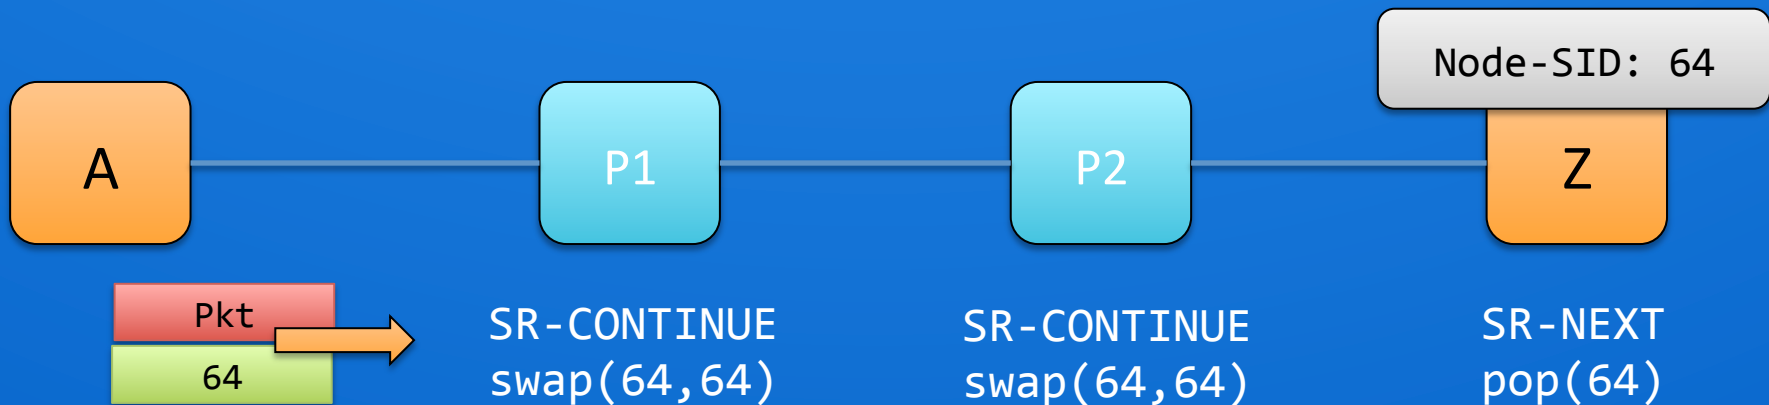 Node-SID: 64
A
P1
P2
Z
Pkt
64
SR-CONTINUE
swap(64,64)
SR-CONTINUE
swap(64,64)
SR-NEXT
pop(64)